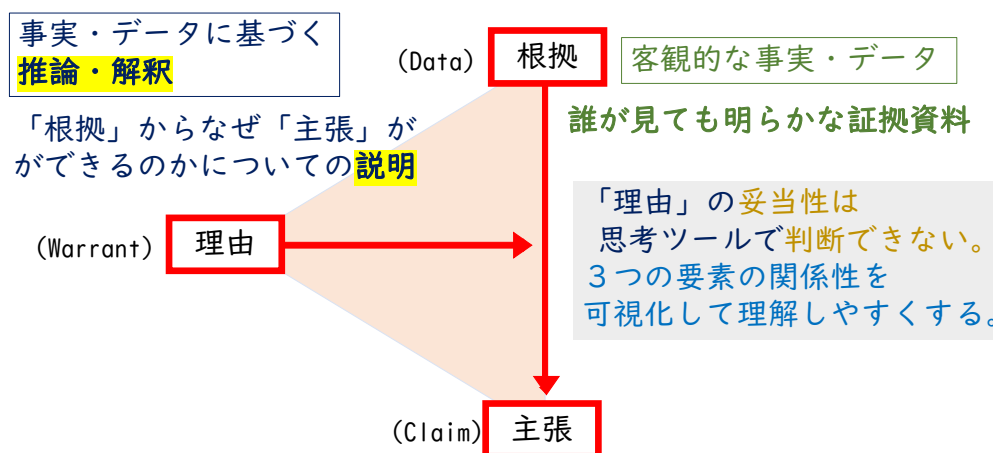 事実・データに基づく
推論・解釈
「根拠」からなぜ「主張」が
ができるのかについての説明
(Data)
根拠
客観的な事実・データ
誰が見ても明らかな証拠資料
(Warrant)
理由
「理由」の妥当性は
思考ツールで判断できない。
３つの要素の関係性を
可視化して理解しやすくする。
(Claim)
主張